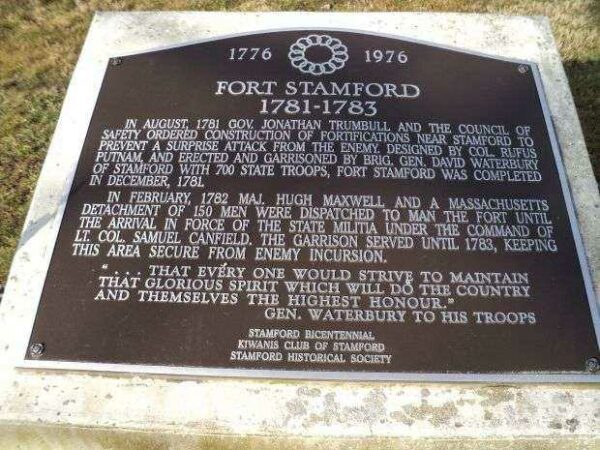 1776 1976
FORT STAMFORD
1781-1783
IN AUGUST, 1781 GOV. JONATHAN TRUMBULL AND THE COUNCIL OF
SAFETY ORDERED CONSTRUCTION OF FORTIFICATIONS NEAR STAMFORD TO
PREVENT A SURPRISE ATTACK FROM THE ENEMY. DESIGNED BY COL. RUFUS
PUTNAM, AND ERECTED AND GARRISONED BY BRIG. GEN. DAVID WATERBURY
OF STAMFORD WITH 700 STATE TROOPS, FORT STAMFORD WAS COMPLETED
IN DECEMBER, 1781.
IN FEBRUARY, 1782 MAJ. HUGH MAXWELL AND A MASSACHUSETTS
DETACHMENT OF 150 MEN WERE DISPATCHED TO MAN THE FORT UNTIL
THE ARRIVAL IN FORCE OF THE STATE MILITIA UNDER THE COMMAND OF
LT. COL. SAMUEL CANFIELD. THE GARRISON SERVED UNTIL 1783, KEEPING
THIS AREA SECURE FROM ENEMY INCURSION.
". . . THAT EVERY ONE WOULD STRIVE TO MAINTAIN
THAT GLORIOUS SPIRIT WHICH WILL DO THE COUNTRY
AND THEMSELVES THE HIGHEST HONOUR."
GEN. WATERBURY TO HIS TROOPS
STAMFORD BICENTENNIAL
KIWANIS CLUB OF STAMFORD
STAMFORD HISTORICAL SOCIETY